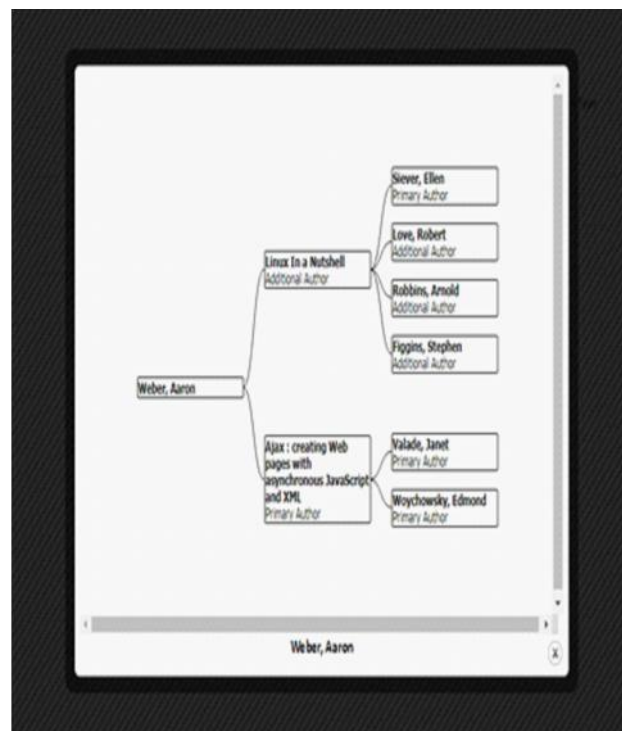 Siever, Ellen
Primary Author
Love, Robert
Additional Author
Linux In a Nutshell
Additional Author
Robbins, Arnold
Additional Author
Figgins, Stephen
Additional Author
Weber, Aaron
Ajax : creating Web
pages with
asynchronous JavaScript
and XML
Primary Author
Valade, Janet
Primary Author
Woychowsky, Edmond
Primary Author
Weber, Aaron
X